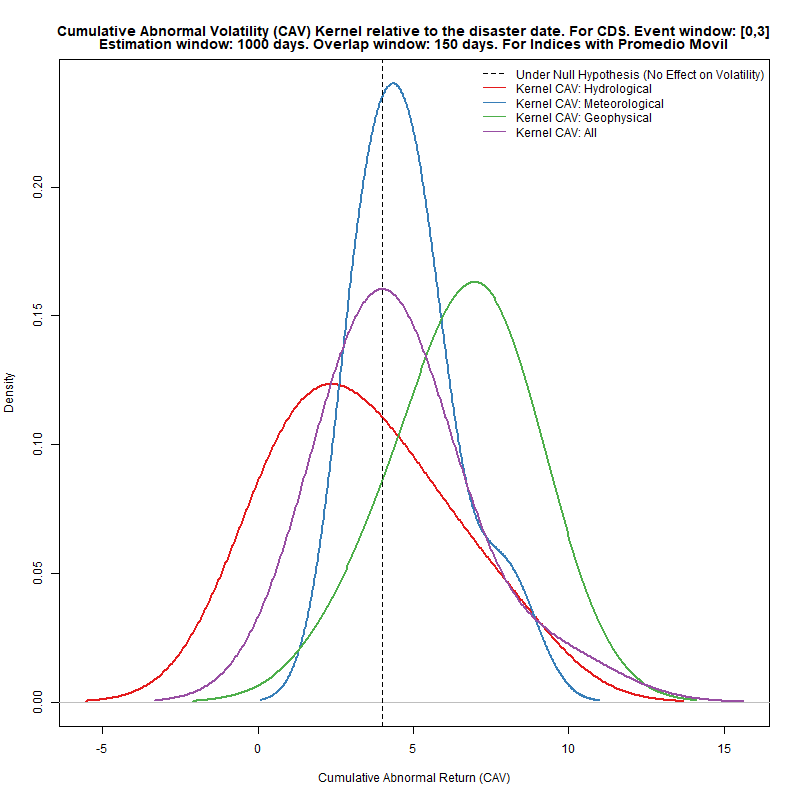 Cumulative Abnormal Volatility (CAV) Kernel relative to the disaster date. For CDS. Event window: [0,3]
Estimation window: 1000 days. Overlap window: 150 days. For Indices with Promedio Movil
Under Null Hypothesis (No Effect on Volatility)
Kernel CAV: Hydrological
Kernel CAV: Meteorological
Kernel CAV: Geophysical
Kernel CAV: All
Density
0.20
0.15
0.10
0.05
0.00
-5
0
5
10
15
Cumulative Abnormal Return (CAV)